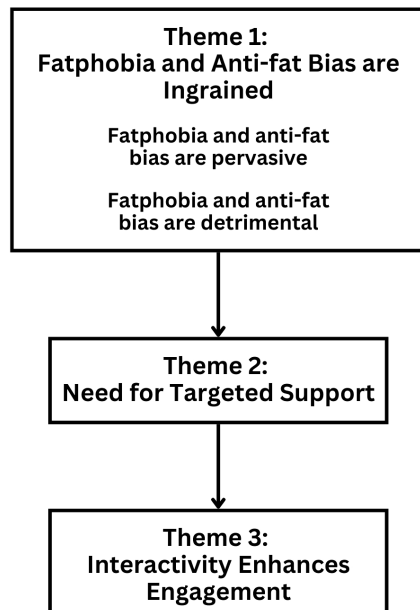 Theme 1:
Fatphobia and Anti-fat Bias are
Ingrained
Fatphobia and anti-fat
bias are pervasive
Fatphobia and anti-fat
bias are detrimental
Theme 2:
Need for Targeted Support
Theme 3:
Interactivity Enhances
Engagement